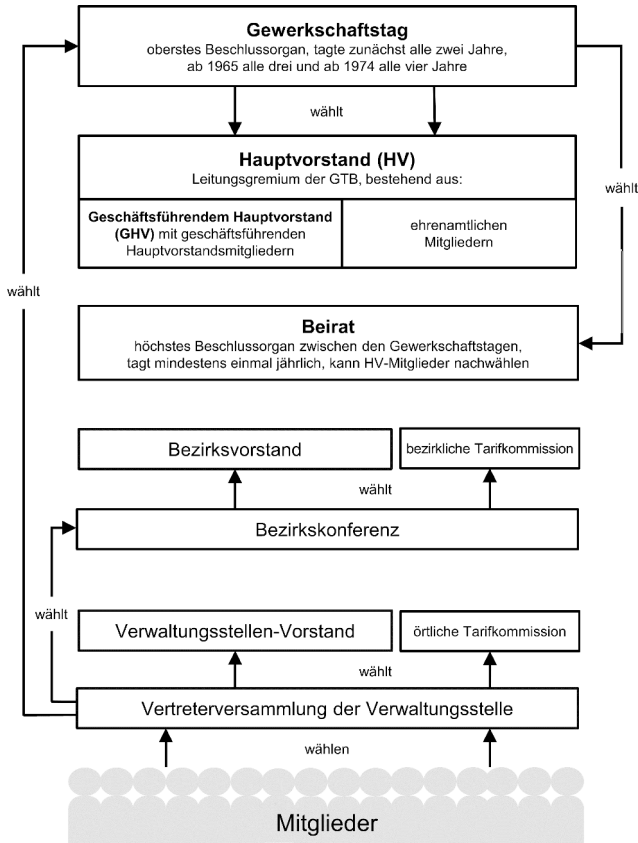 Gewerkschaftstag
oberstes Beschlussorgan, tagte zunächst alle zwei Jahre,
ab 1965 alle drei und ab 1974 alle vier Jahre
wählt
Hauptvorstand (HV)
Leitungsgremium der GTB, bestehend aus:
wählt
Geschäftsführendem Hauptvorstand
(GHV) mit geschäftsführenden
Hauptvorstandsmitgliedern
ehrenamtlichen
Mitgliedern
wählt
Beirat
höchstes Beschlussorgan zwischen den Gewerkschaftstagen,
tagt mindestens einmal jährlich, kann HV-Mitglieder nachwählen
Bezirksvorstand
bezirkliche Tarifkommission
wählt
Bezirkskonferenz
wählt
Verwaltungsstellen-Vorstand
örtliche Tarifkommission
wählt
Vertreterversammlung der Verwaltungsstelle
wählen
Mitglieder